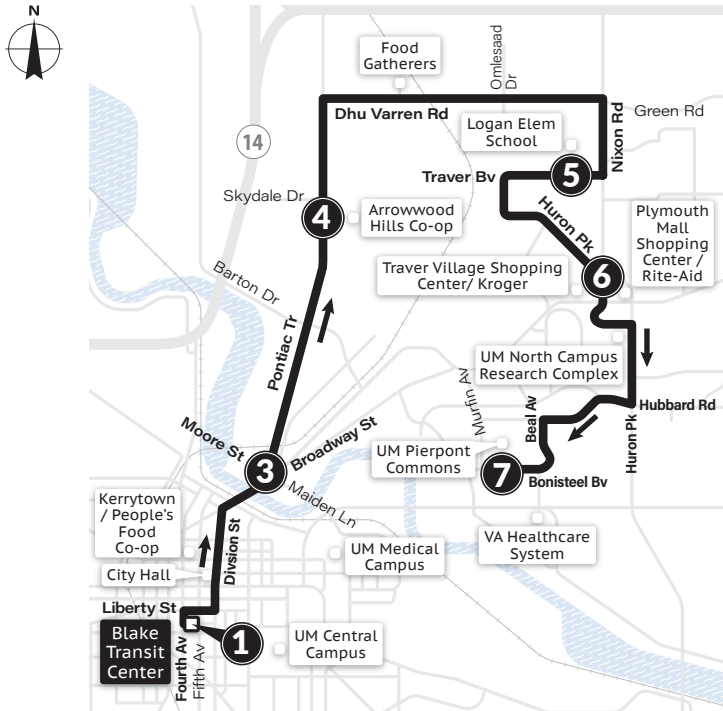 N
Food
Gatherers
Omlesaad
Dr
Dhu Varren Rd
Green Rd
Nixon Rd
14
Logan Elem
School
Traver Bv
5
Skydale Dr
4
Arrowwood
Hills Co-op
Huron Pk
Plymouth
Mall
Shopping
Center /
Rite-Aid
Barton Dr
Traver Village Shopping
Center/ Kroger
6
Pontiac Tr
UM North Campus
Research Complex
Murfin Av
Beal Av
Huron Pk
Hubbard Rd
Moore St
Broadway St
3
UM Pierpont
Commons
7
Bonisteel Bv
Maiden Ln
Kerrytown
/ People's
Food
Co-op
Divsion St
UM Medical
Campus
VA Healthcare
System
City Hall
Liberty St
Blake
Transit
Center
Fourth Av
Fifth Av
1
UM Central
Campus